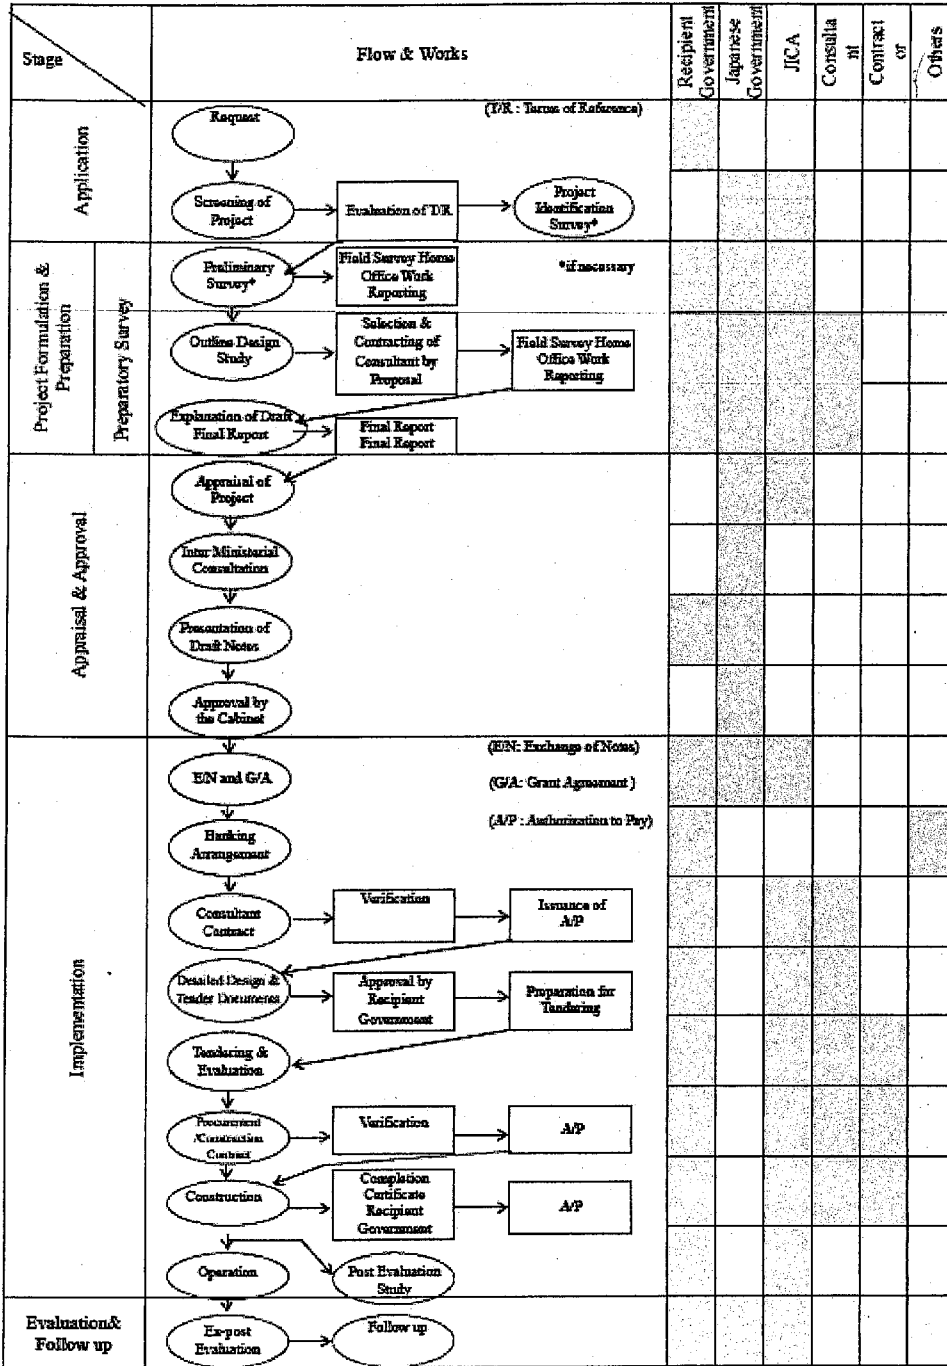 Stage
Flow & Works
Recipient
Government
Japanese
Government
JICA
Consulta
nt
Contract
or
Others
Application
Request
(T/R : Terms of Reference)
Screening of
Project
Evaluation of T/R
Project
Identification
Survey*
Project Formulation &
Preparation
Preparatory Survey
Preliminary
Survey*
Field Survey Home
Office Work
Reporting
*if necessary
Outline Design
Study
Selection &
Contracting of
Consultant by
Proposal
Field Survey Home
Office Work
Reporting
Explanation of Draft
Final Report
Final Report
Final Report
Appraisal & Approval
Appraisal of
Project
Inter Ministerial
Consultation
Presentation of
Draft Notes
Approval by
the Cabinet
Implementation
E/N and G/A
(E/N: Exchange of Notes)
(G/A: Grant Agreement )
(A/P : Authorization to Pay)
Banking
Arrangement
Consultant
Contract
Verification
Issuance of
A/P
Detailed Design &
Tender Documents
Approval by
Recipient
Government
Preparation for
Tendering
Tendering &
Evaluation
Procurement
/Construction
Contract
Verification
A/P
Construction
Completion
Certificate
Recipient
Government
A/P
Operation
Post Evaluation
Study
Evaluation&
Follow up
Ex-post
Evaluation
Follow up